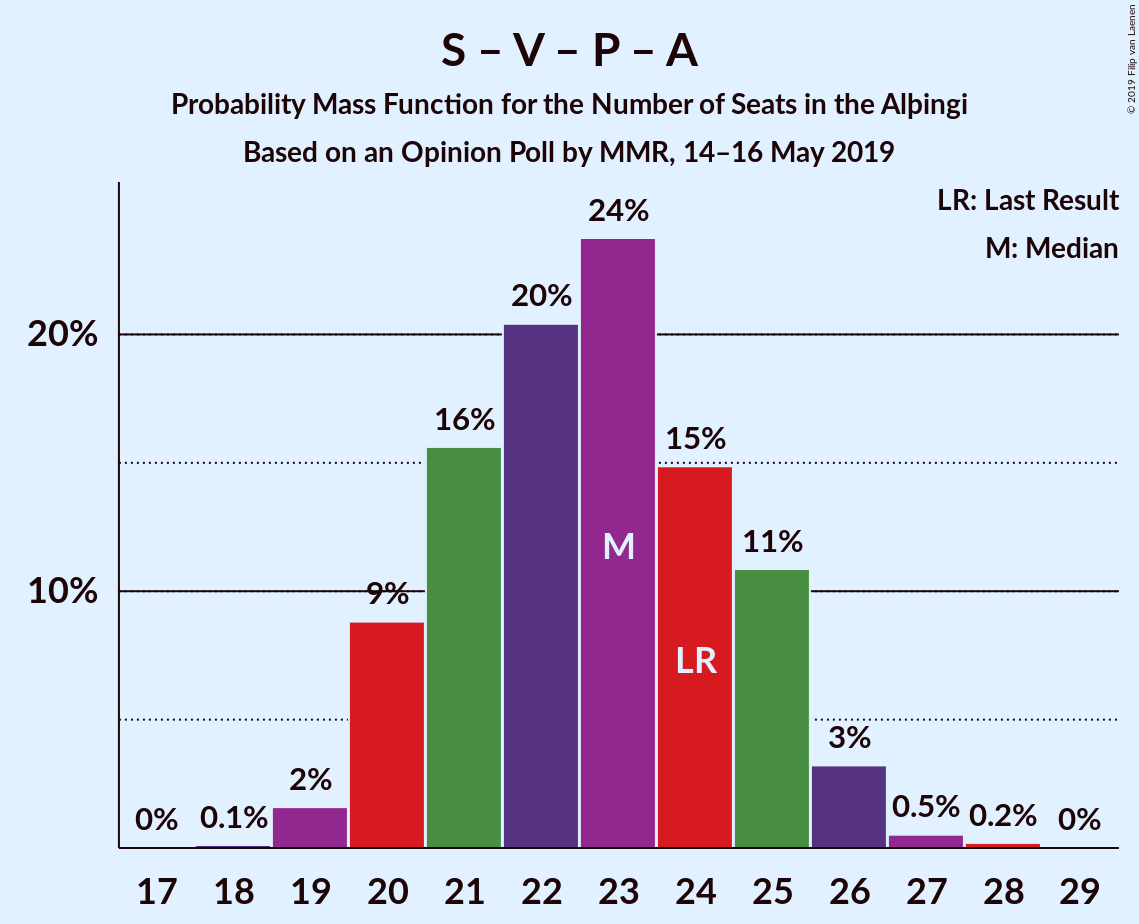 S – V – P – A
Probability Mass Function for the Number of Seats in the Alþingi
Based on an Opinion Poll by MMR, 14–16 May 2019
© 2019 Filip van Laenen
LR: Last Result
M: Median
20%
10%
0%
0.1%
2%
9%
16%
20%
24%
15%
11%
3%
0.5%
0.2%
0%
M
LR
17 18 19 20 21 22 23 24 25 26 27 28 29